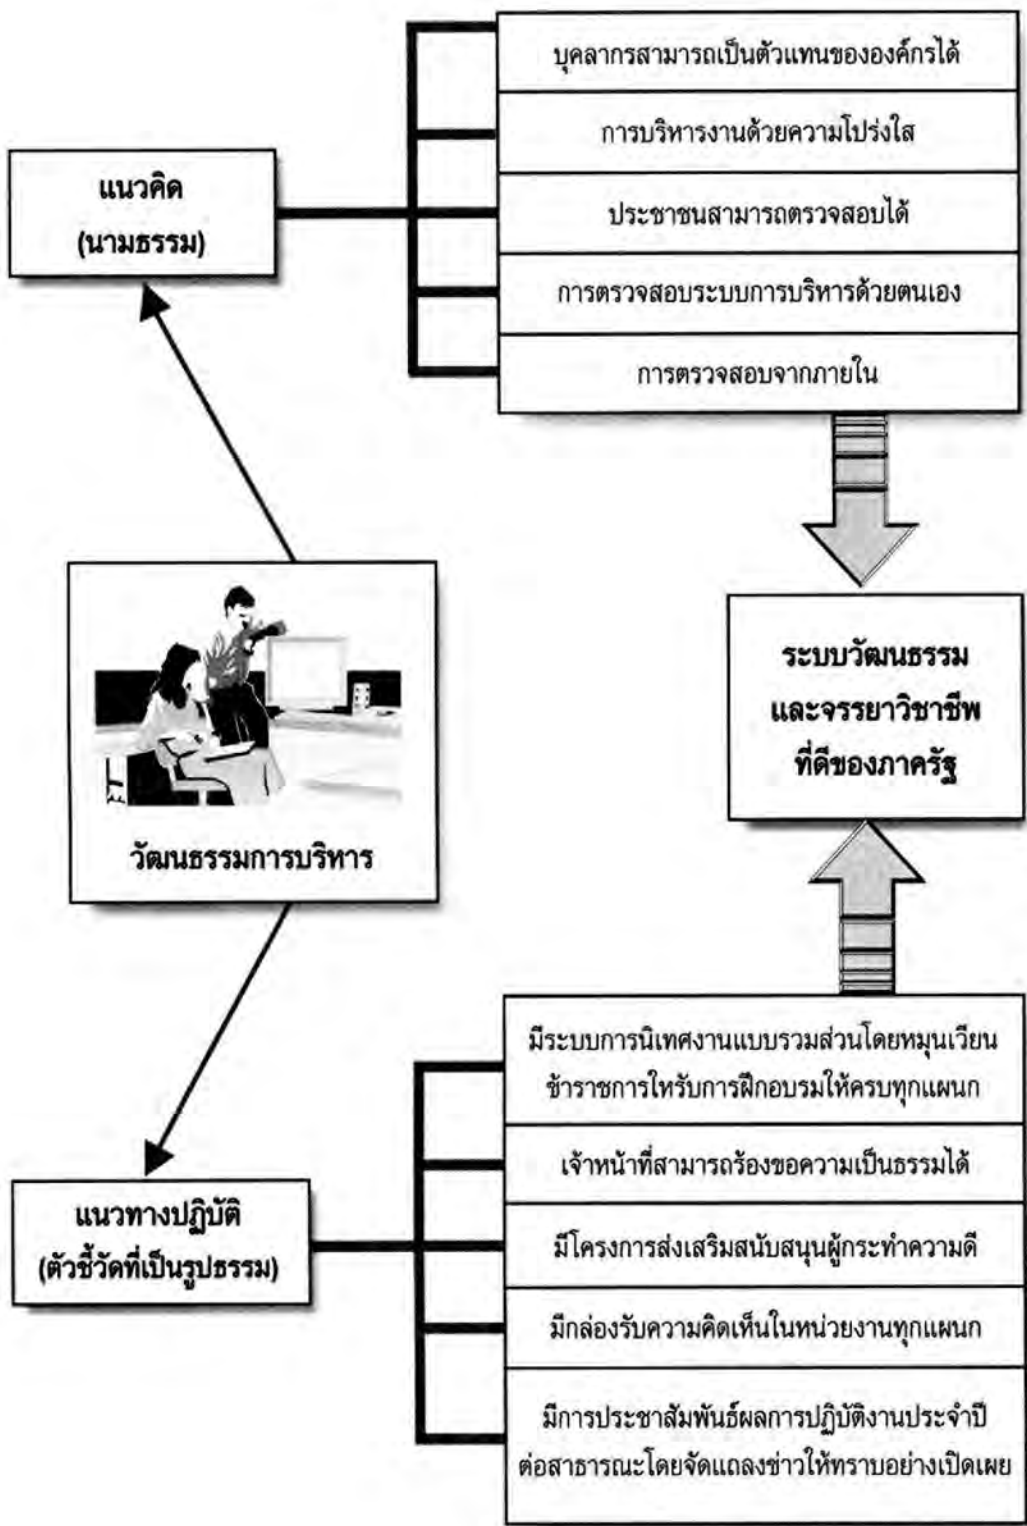 บุคลากรสามารถเป็นตัวแทนขององค์กรได้
การบริหารงานด้วยความโปร่งใส
แนวคิด
(นามธรรม)
ประชาชนสามารถตรวจสอบได้
การตรวจสอบระบบการบริหารด้วยตนเอง
การตรวจสอบจากภายใน
วัฒนธรรมการบริหาร
ระบบวัฒนธรรม
และจรรยาวิชาชีพ
ที่ดีของภาครัฐ
แนวทางปฏิบัติ
(ตัวชี้วัดที่เป็นรูปธรรม)
มีระบบการนิเทศงานแบบรวมส่วนโดยหมุนเวียน
ข้าราชการใหรับการฝึกอบรมให้ครบทุกแผนก
เจ้าหน้าที่สามารถร้องขอความเป็นธรรมได้
มีโครงการส่งเสริมสนับสนุนผู้กระทำความดี
มีกล่องรับความคิดเห็นในหน่วยงานทุกแผนก
มีการประชาสัมพันธ์ผลการปฏิบัติงานประจำปี
ต่อสาธารณะโดยจัดแถลงข่าวให้ทราบอย่างเปิดเผย